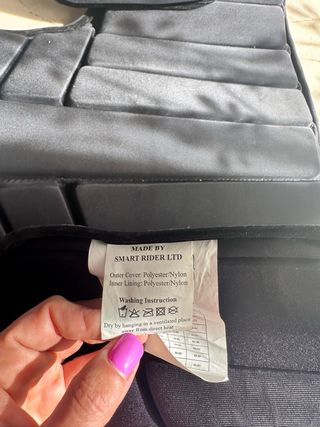 MADE BY
SMART RIDER LTD
Outer Cover: Polyester/Nylon
Inner Lining: Polyester/Nylon
Washing Instruction
Dry by hanging in a ventilated place
away from direct heat